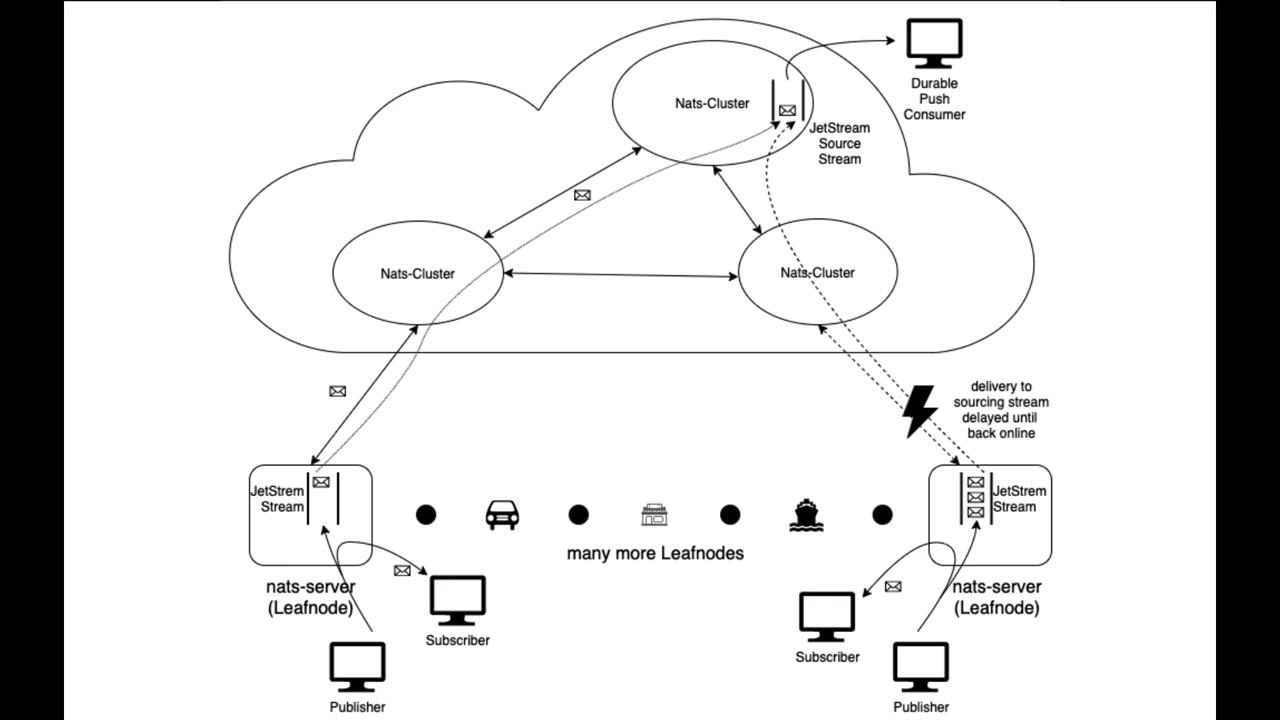 Durable
Push
Consumer
Nats-Cluster
JetStream
Source
Stream
Nats-Cluster
Nats-Cluster
delivery to
sourcing stream
delayed until
back online
JetStrem
Stream
JetStrem
Stream
many more Leafnodes
nats-server
(Leafnode)
nats-server
(Leafnode)
Subscriber
Subscriber
Publisher
Publisher